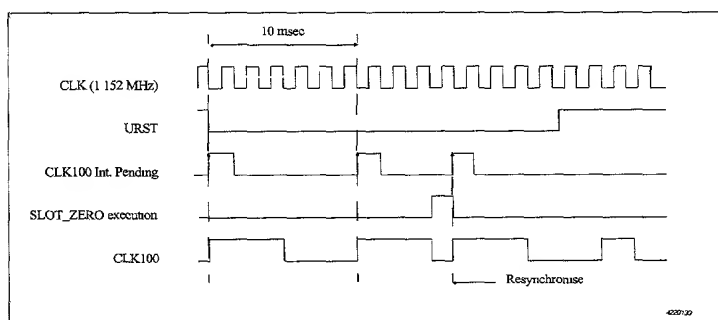 10 msec
CLK (1 152 MHz)
URST
CLK100 Int. Pending
SLOT_ZERO execution
CLK100
Resynchronise